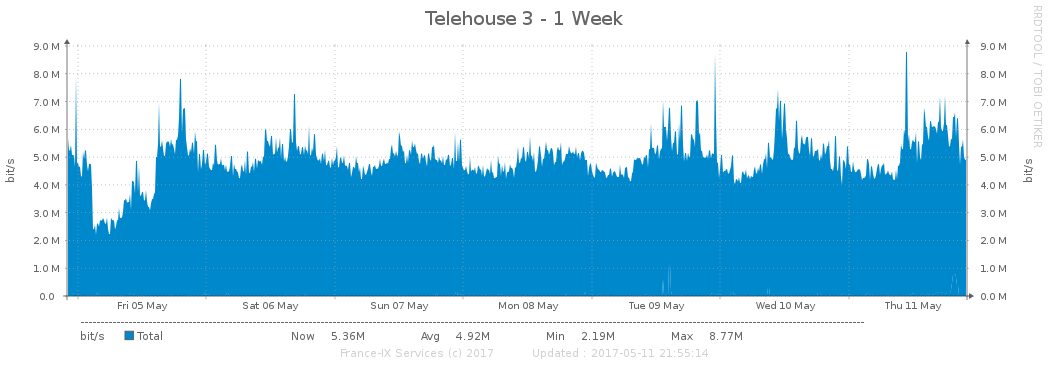 Telehouse 3 - 1 Week
RRDTOOL / TOBI OETIKER
9.0 M 9.0 M
8.0 M 8.0 M
7.0 M 7.0 M
6.0 M 6.0 M
5.0 M 5.0 M
4.0 M 4.0 M
3.0 M 3.0 M
2.0 M 2.0 M
1.0 M 1.0 M
0.0 0.0 M
bit/s bit/s
Fri 05 May Sat 06 May Sun 07 May Mon 08 May Tue 09 May Wed 10 May Thu 11 May
bit/s Total Now 5.36M Avg 4.92M Min 2.19M Max 8.77M
France-IX Services (c) 2017 Updated : 2017-05-11 21:55:14